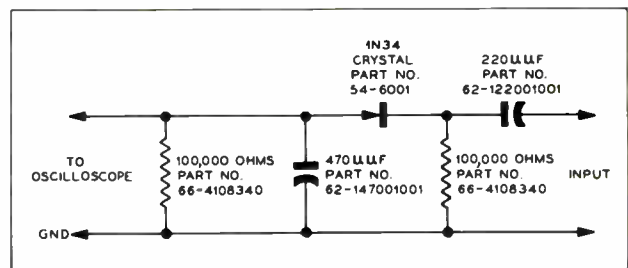 1N34
CRYSTAL
PART NO.
54-6001
220UUF
PART NO.
62-122001001
TO
OSCILLOSCOPE
100,000 OHMS
PART NO.
66-4108340
470UUF
PART NO.
62-147001001
100,000 OHMS
PART NO.
66-4108340
INPUT
GND